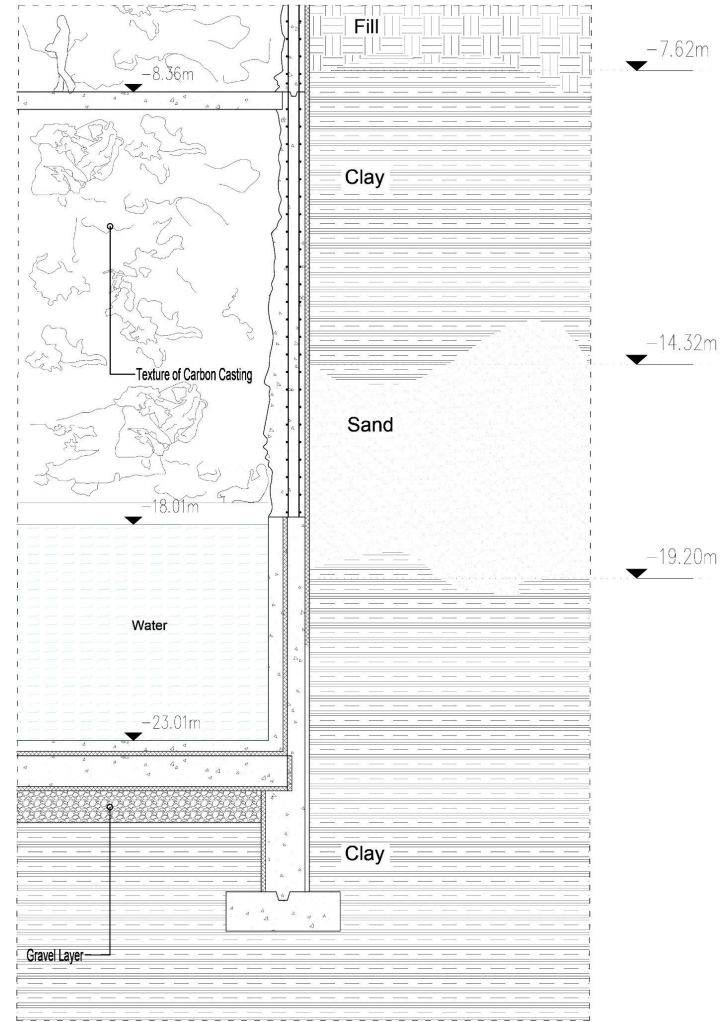 Fill
-7.62m
-8.36m
Clay
-14.32m
Texture of Carbon Casting
Sand
-18.01m
-19.20m
Water
-23.01m
Clay
Gravel Layer